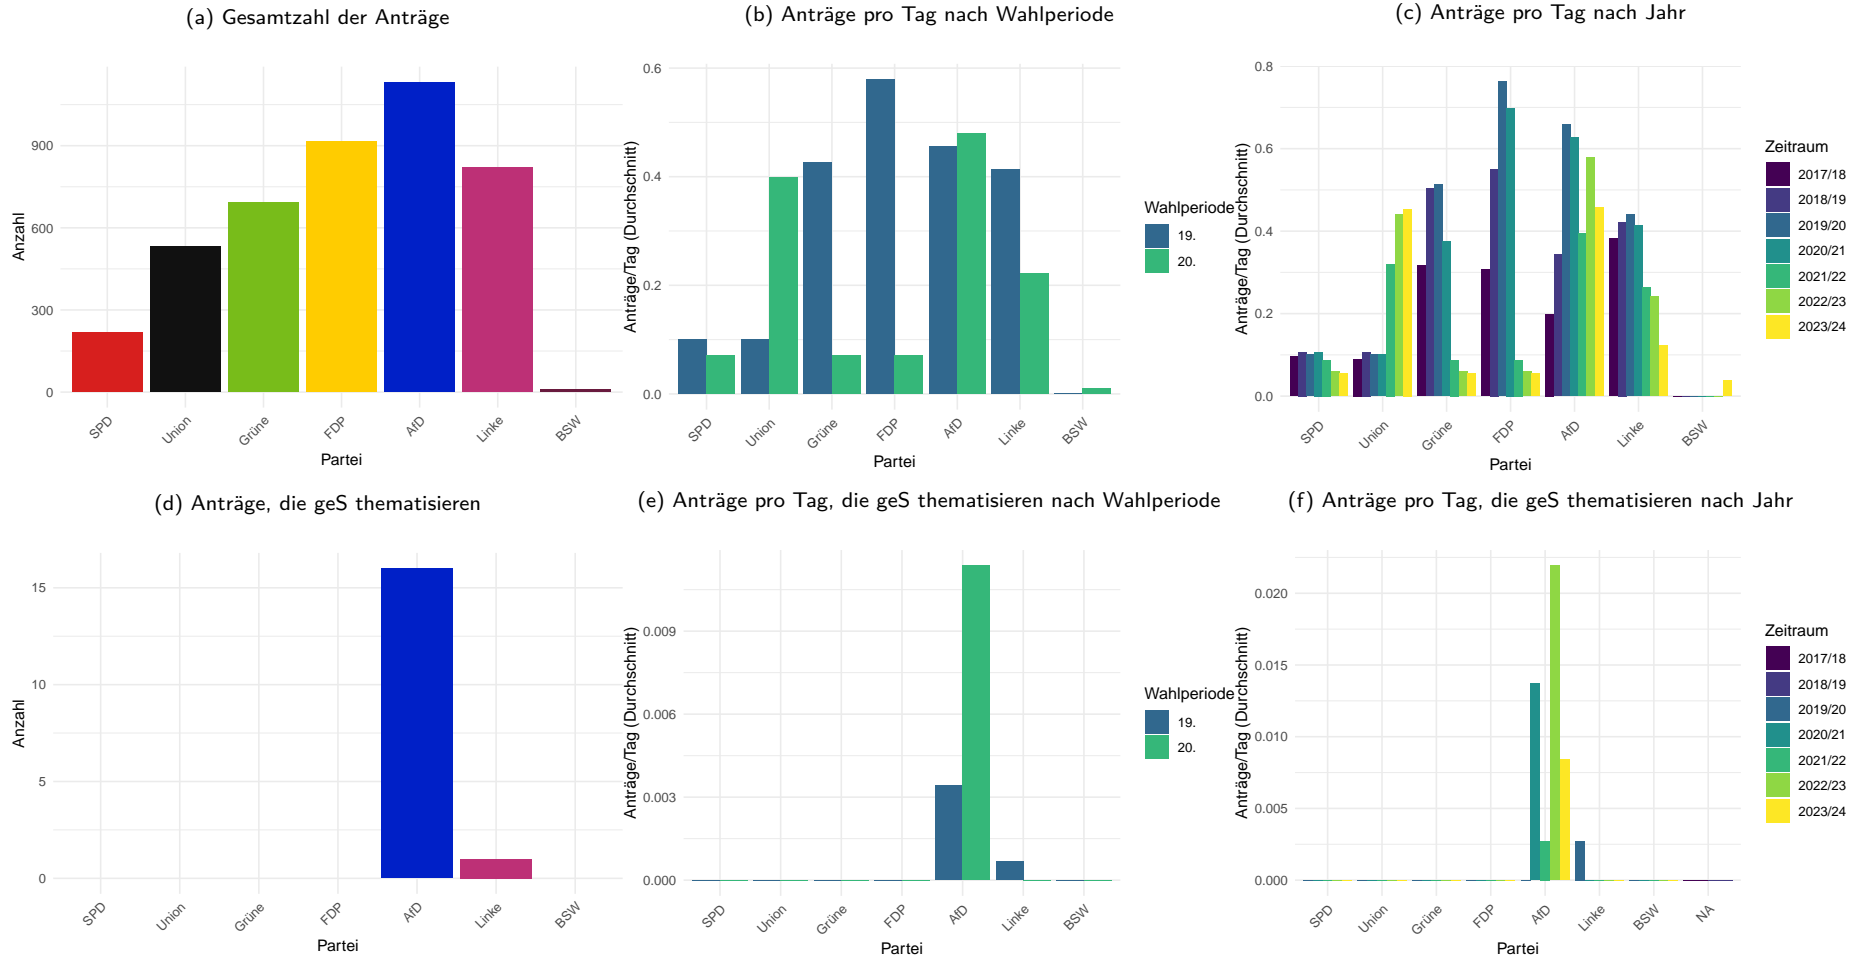 (a) Gesamtzahl der Anträge
Anzahl
900
600
300
0
SPD
Union
Grüne
FDP
AfD
Linke
BSW
Partei
(b) Anträge pro Tag nach Wahlperiode
Anträge/Tag (Durchschnitt)
0.6
0.4
0.2
0.0
SPD
Union
Grüne
FDP
AfD
Linke
BSW
Partei
Wahlperiode
19.
20.
(c) Anträge pro Tag nach Jahr
Anträge/Tag (Durchschnitt)
0.8
0.6
0.4
0.2
0.0
SPD
Union
Grüne
FDP
AfD
Linke
BSW
Partei
Zeitraum
2017/18
2018/19
2019/20
2020/21
2021/22
2022/23
2023/24
(d) Anträge, die geS thematisieren
Anzahl
15
10
5
0
SPD
Union
Grüne
FDP
AfD
Linke
BSW
Partei
(e) Anträge pro Tag, die geS thematisieren nach Wahlperiode
Anträge/Tag (Durchschnitt)
0.009
0.006
0.003
0.000
SPD
Union
Grüne
FDP
AfD
Linke
BSW
Partei
Wahlperiode
19.
20.
(f) Anträge pro Tag, die geS thematisieren nach Jahr
Anträge/Tag (Durchschnitt)
0.020
0.015
0.010
0.005
0.000
SPD
Union
Grüne
FDP
AfD
Linke
BSW
NA
Partei
Zeitraum
2017/18
2018/19
2019/20
2020/21
2021/22
2022/23
2023/24